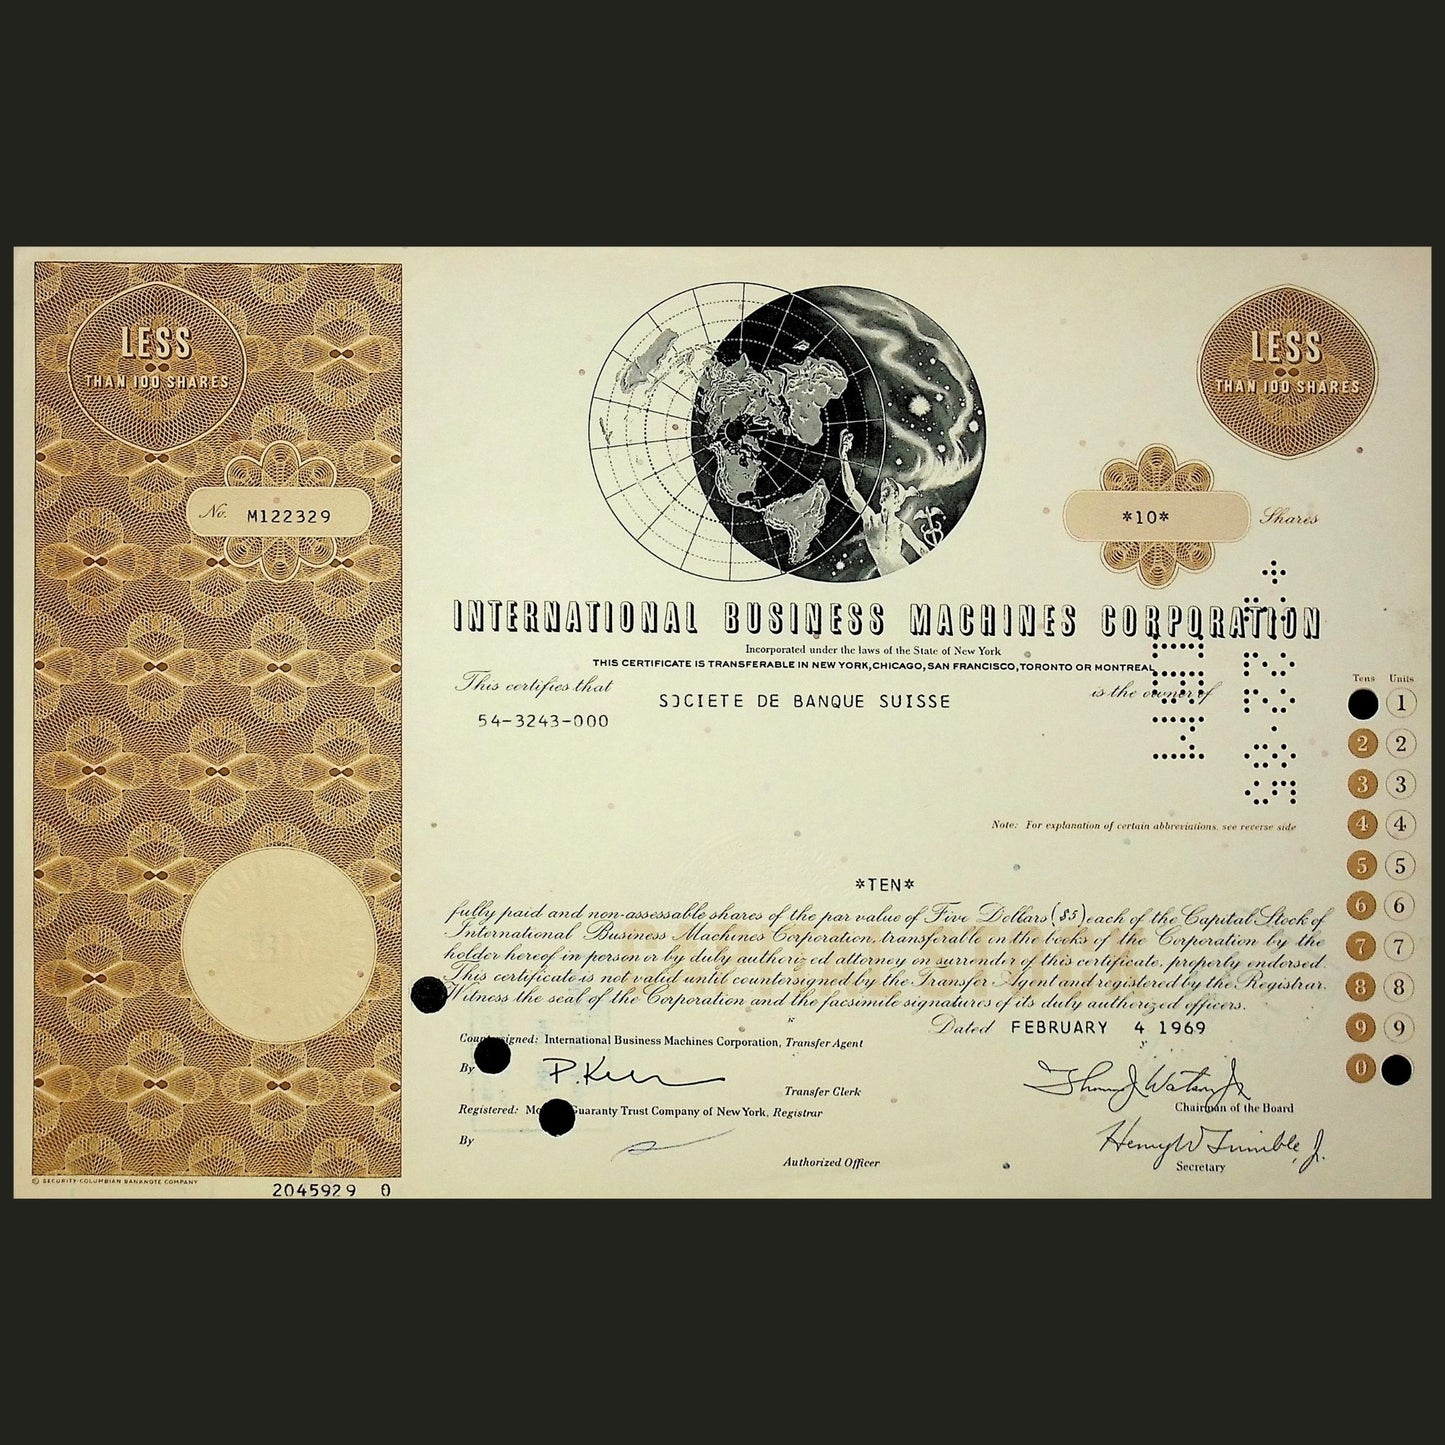 LESS
THAN 100 SHARES
LESS
THAN 100 SHARES
No. M122329
*10* Shares
INTERNATIONAL BUSINESS MACHINES CORPORATION
Incorporated under the laws of the State of New York
THIS CERTIFICATE IS TRANSFERABLE IN NEW YORK, CHICAGO, SAN FRANCISCO, TORONTO OR MONTREAL
This certifies that SOCIETE DE BANQUE SUISSE is the owner of
54-3243-000
Tens Units
1
2 2
3 3
4 4
5 5
6 6
7 7
8 8
9 9
0
Note: For explanation of certain abbreviations, see reverse side
*TEN*
fully paid and non-assessable shares of the par value of Five Dollars ($5) each of the Capital Stock of
International Business Machines Corporation, transferable on the books of the Corporation by the
holder hereof in person or by duly authorized attorney on surrender of this certificate, properly endorsed.
This certificate is not valid until countersigned by the Transfer Agent and registered by the Registrar.
Witness the seal of the Corporation and the facsimile signatures of its duly authorized officers.
Dated FEBRUARY 4 1969
Countersigned: International Business Machines Corporation, Transfer Agent
By
Transfer Clerk
Thomas J. Watson Jr
Chairman of the Board
Registered: Guaranty Trust Company of New York, Registrar
By
Authorized Officer
Henry W Trimble, Jr.
Secretary
© SECURITY-COLUMBIAN BANKNOTE COMPANY
2045929 0